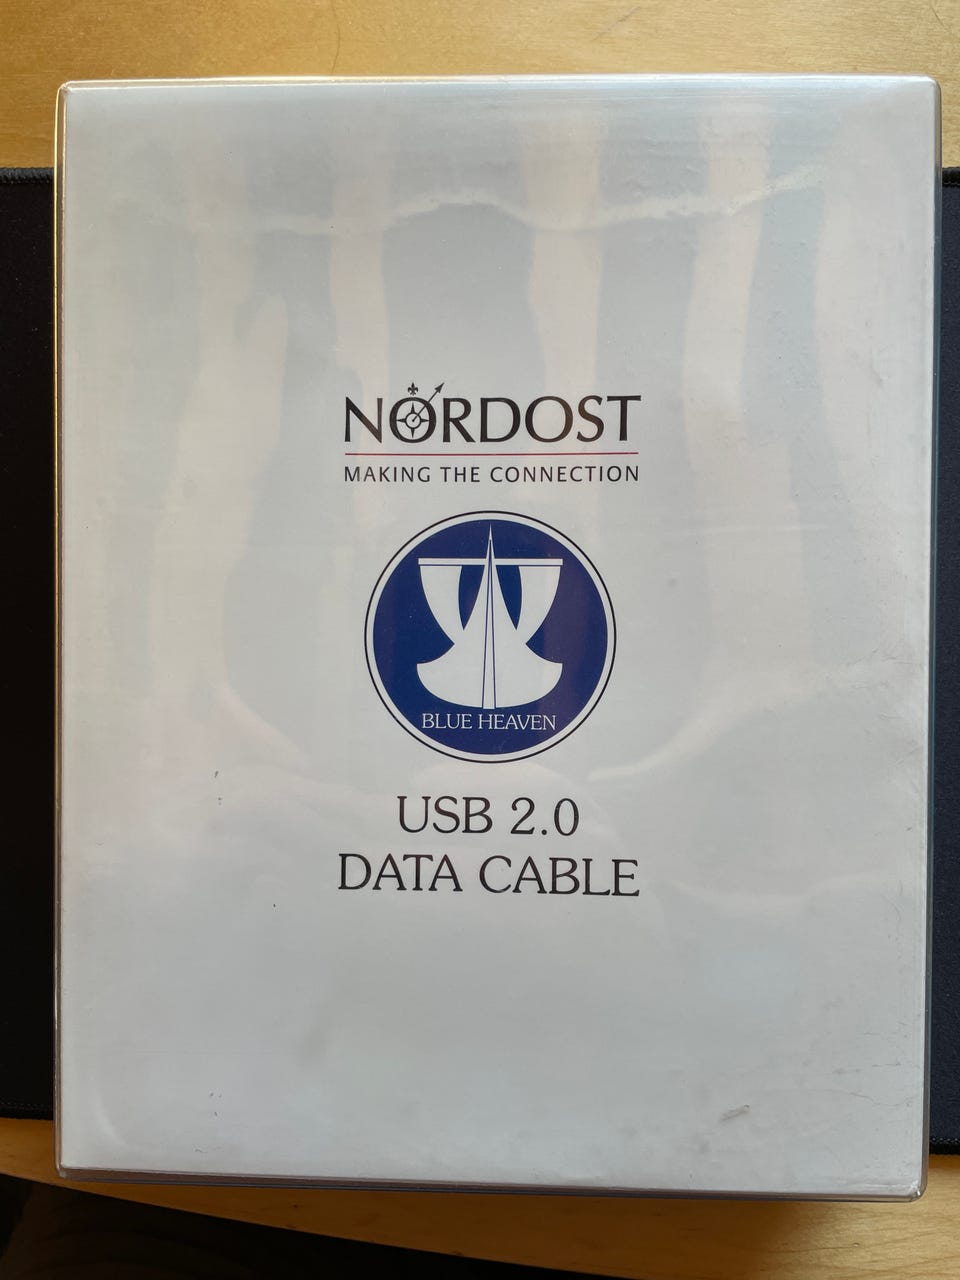 NORDOST
MAKING THE CONNECTION
BLUE HEAVEN
USB 2.0
DATA CABLE